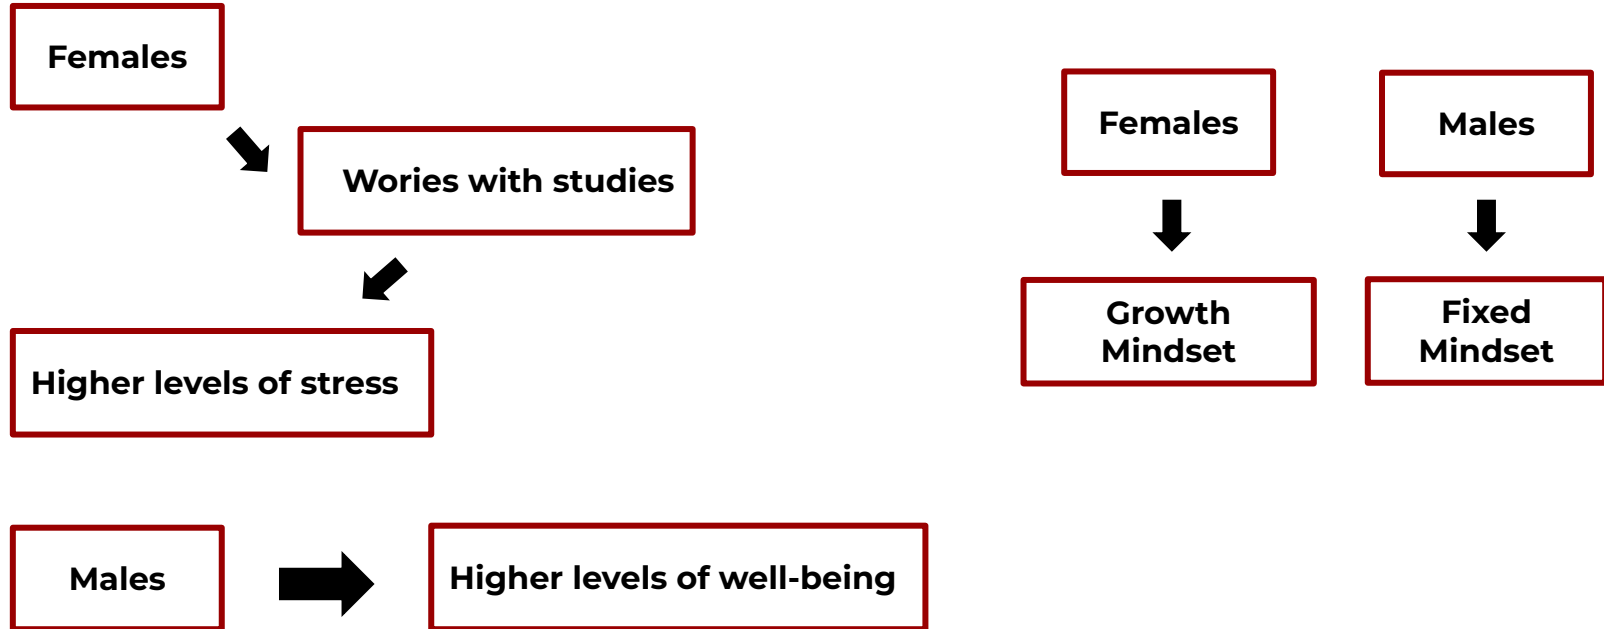 Females
Wories with studies
Higher levels of stress
Males
Higher levels of well-being
Females
Males
Growth
Mindset
Fixed
Mindset